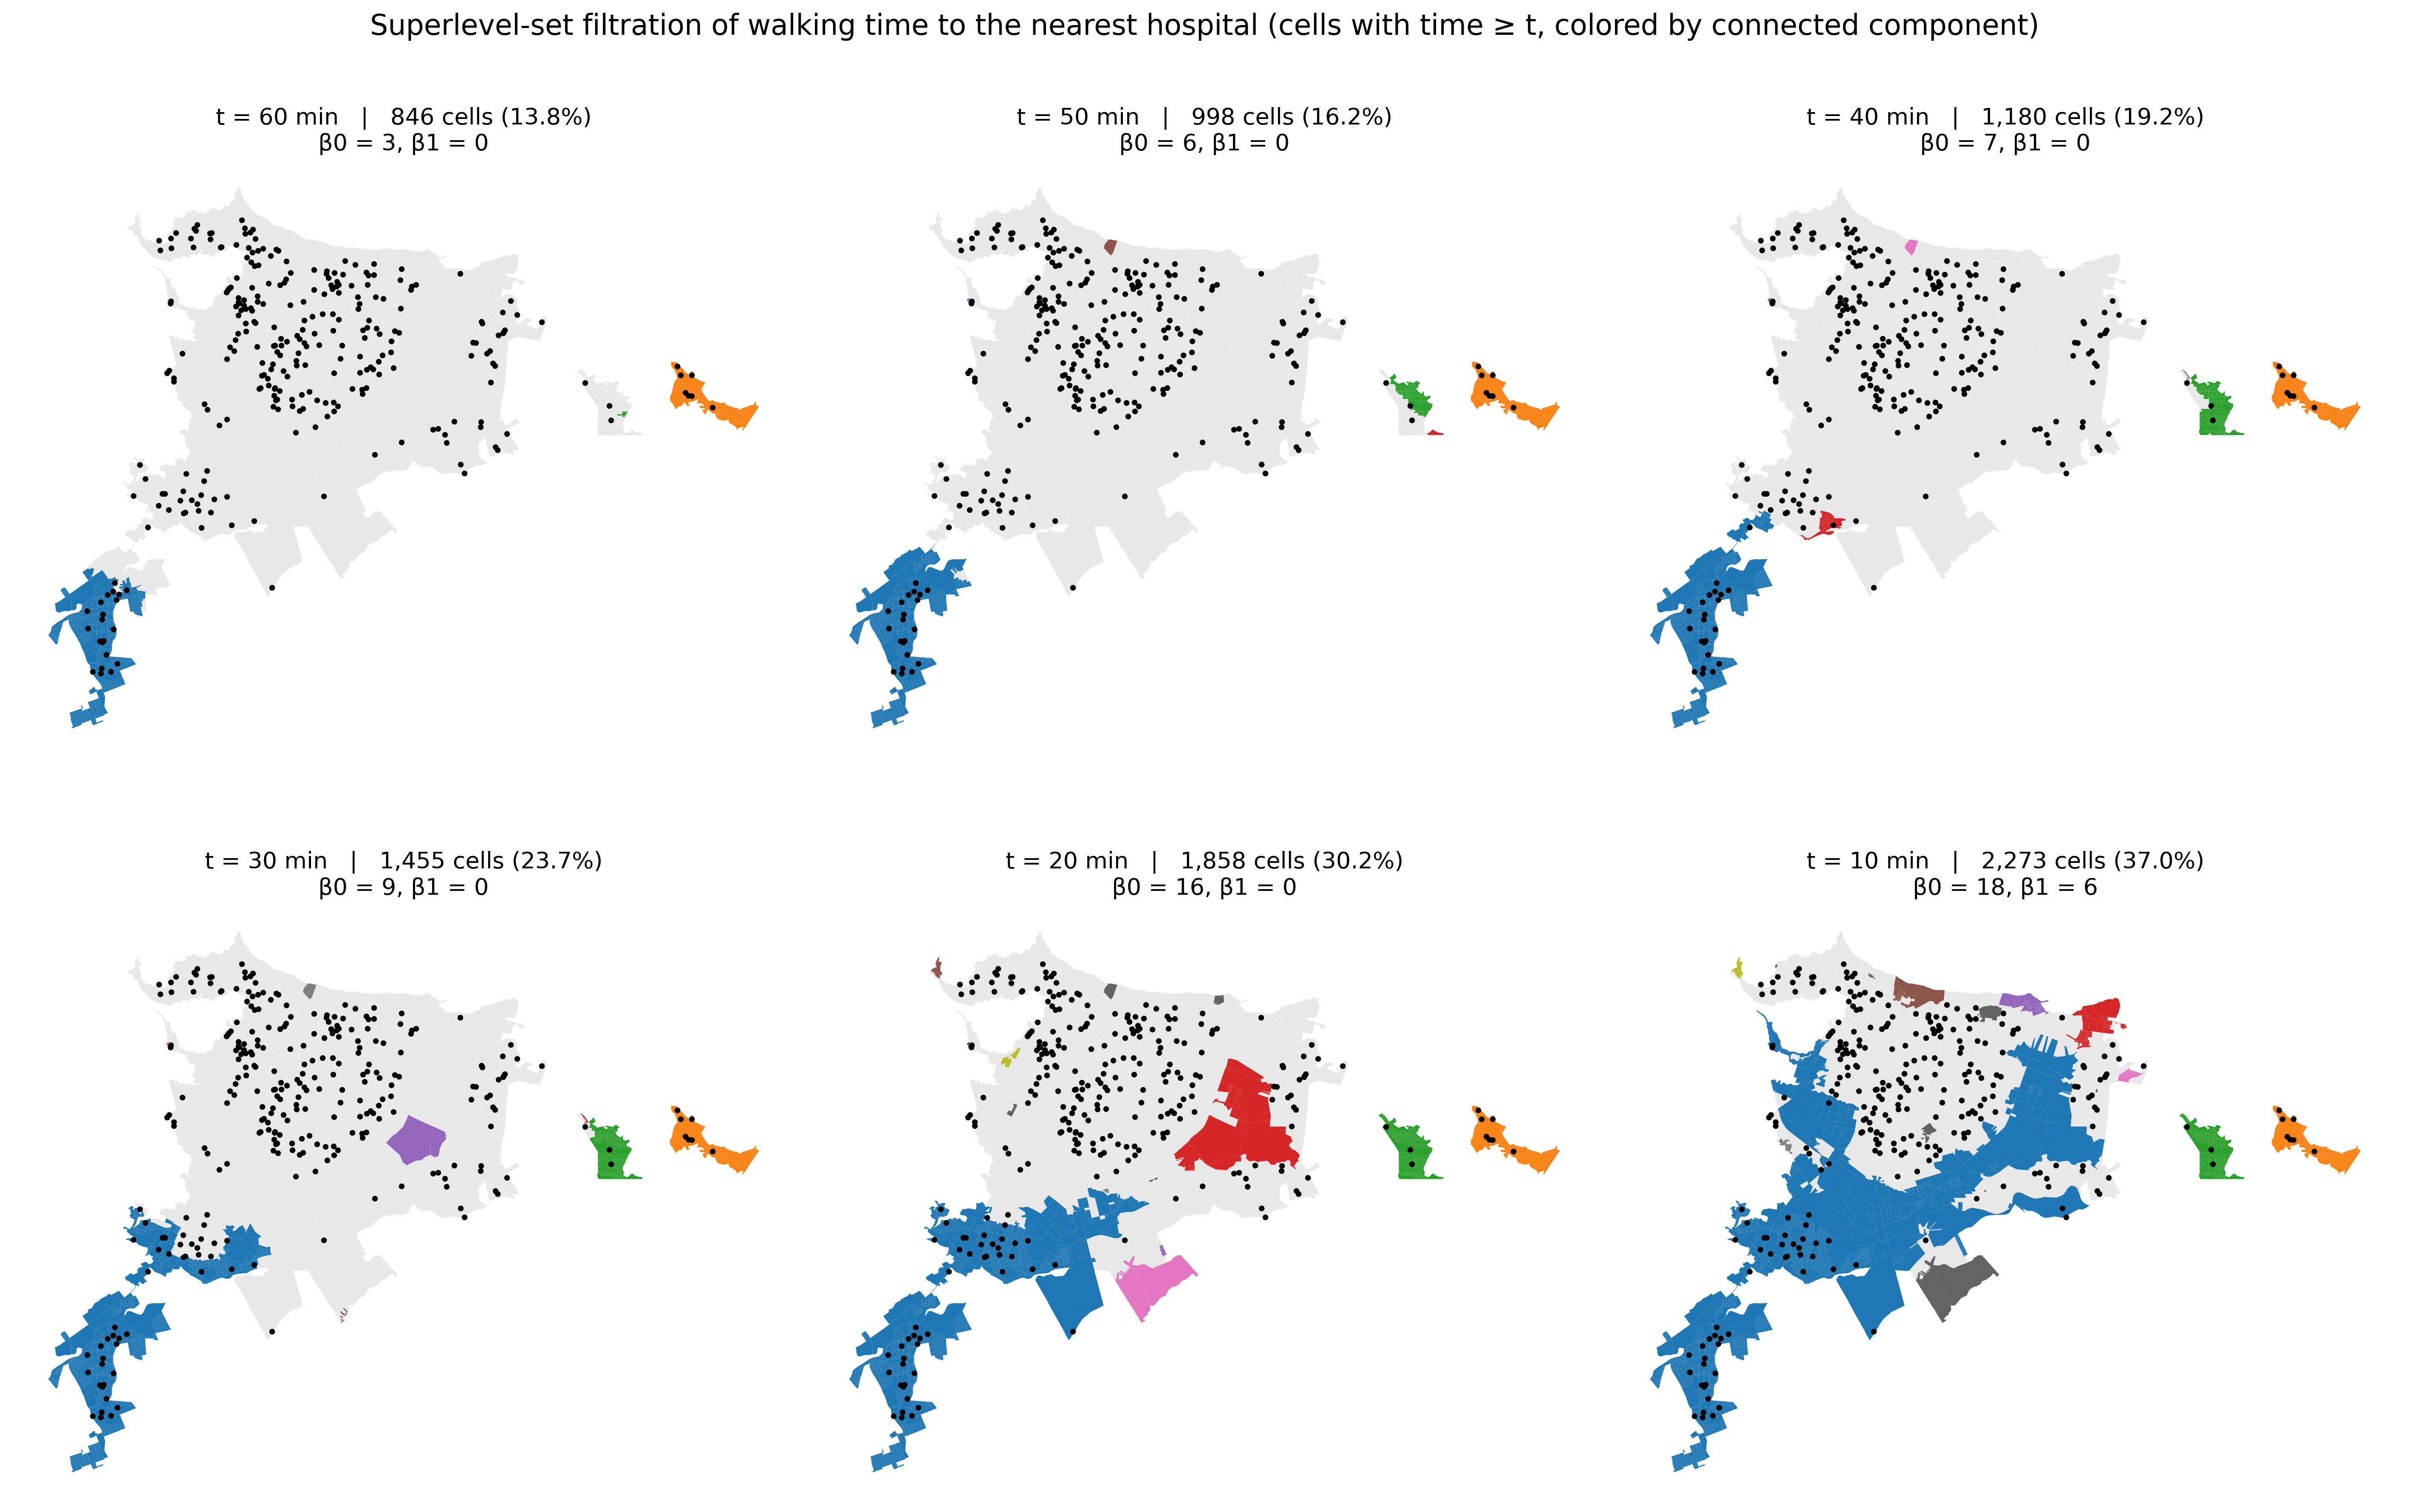 Superlevel-set filtration of walking time to the nearest hospital (cells with time ≥ t, colored by connected component)
t = 60 min | 846 cells (13.8%)
β0 = 3, β1 = 0
t = 50 min | 998 cells (16.2%)
β0 = 6, β1 = 0
t = 40 min | 1,180 cells (19.2%)
β0 = 7, β1 = 0
t = 30 min | 1,455 cells (23.7%)
β0 = 9, β1 = 0
t = 20 min | 1,858 cells (30.2%)
β0 = 16, β1 = 0
t = 10 min | 2,273 cells (37.0%)
β0 = 18, β1 = 6